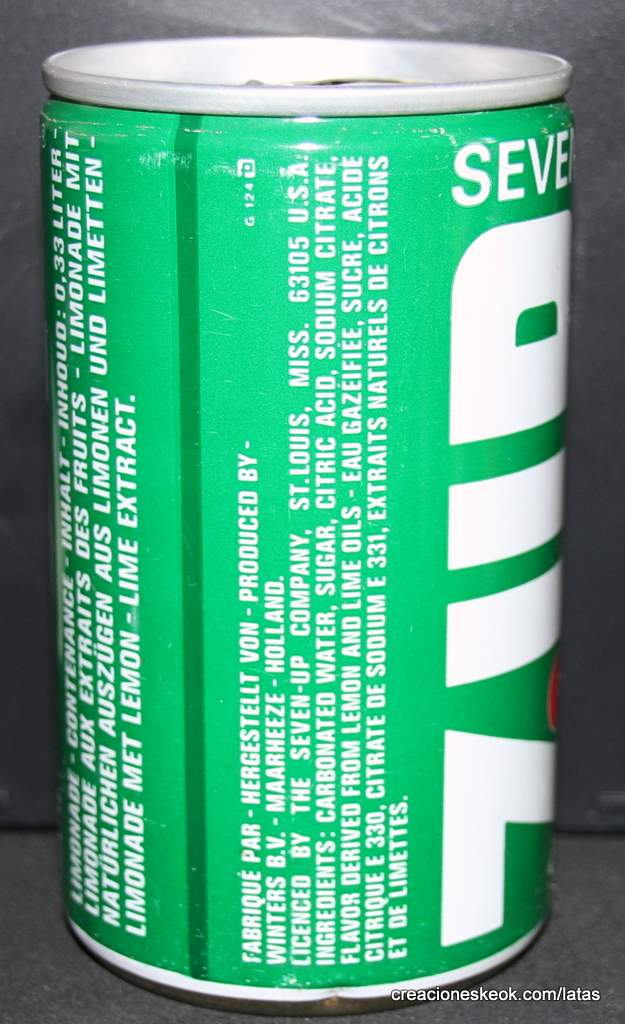 LIMONADE - CONTENANCE - INHALT - INHOUD: 0,33 LITER -
LIMONADE AUX EXTRAITS DES FRUITS - LIMONADE MIT
NATÜRLICHEN AUSZÜGEN AUS LIMONEN UND LIMETTEN -
LIMONADE MET LEMON - LIME EXTRACT.
G 124
FABRIQUÉ PAR - HERGESTELLT VON - PRODUCED BY -
WINTERS B.V. - MAARHEEZE - HOLLAND.
LICENCED BY THE SEVEN-UP COMPANY, ST. LOUIS, MISS. 63105 U.S.A.
INGREDIENTS: CARBONATED WATER, SUGAR, CITRIC ACID, SODIUM CITRATE,
FLAVOR DERIVED FROM LEMON AND LIME OILS - EAU GAZÉIFIÉE, SUCRE, ACIDE
CITRIQUE E 330, CITRATE DE SODIUM E 331, EXTRAITS NATURELS DE CITRONS
ET DE LIMETTES.
SEVEN
7UP
creacioneskeok.com/latas